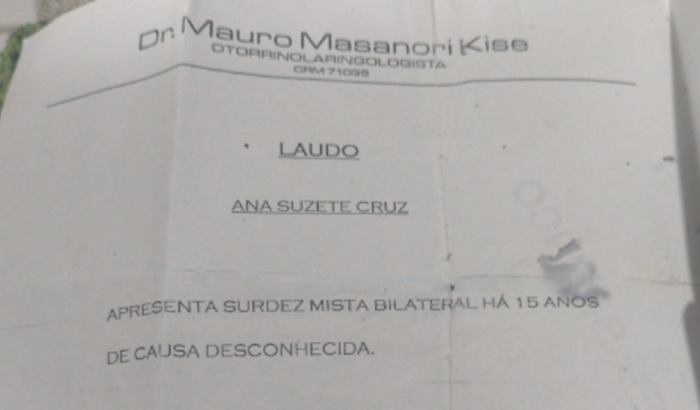 Dr. Mauro Masanori Kise
OTORRINOLARINGOLOGISTA
CRM 71035
LAUDO
ANA SUZETE CRUZ
APRESENTA SURDEZ MISTA BILATERAL HÁ 15 ANOS
DE CAUSA DESCONHECIDA.